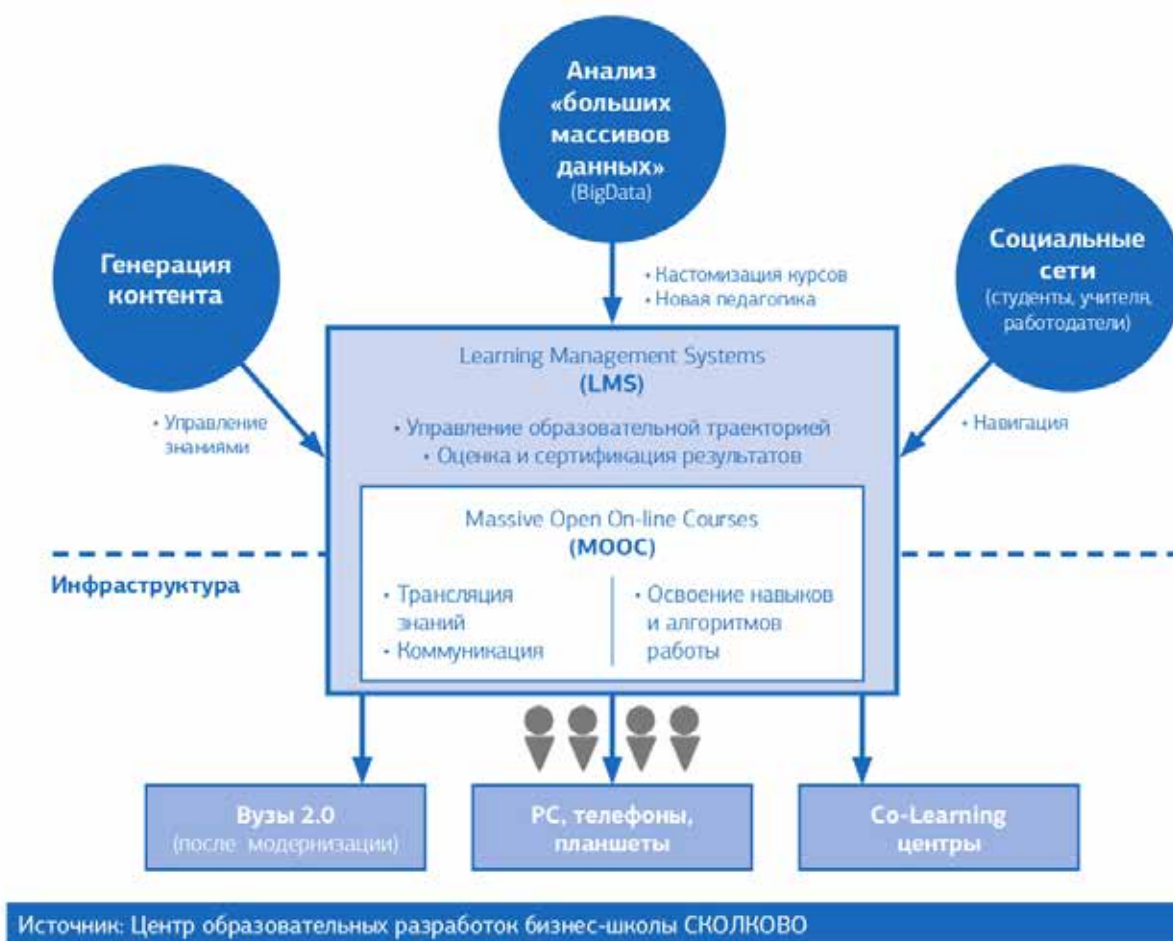 Анализ
«больших
массивов
данных»
(BigData)
Генерация
контента
Социальные
сети
(студенты, учителя,
работодатели)
• Кастомизация курсов
• Новая педагогика
• Управление
знаниями
• Навигация
Learning Management Systems
(LMS)
• Управление образовательной траекторией
• Оценка и сертификация результатов
Massive Open On-line Courses
(MOOC)
Инфраструктура
• Трансляция
знаний
• Коммуникация
• Освоение навыков
и алгоритмов
работы
Вузы 2.0
(после модернизации)
PC, телефоны,
планшеты
Co-Learning
центры
Источник: Центр образовательных разработок бизнес-школы СКОЛКОВО